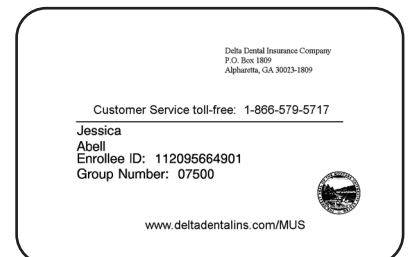 Delta Dental Insurance Company
P.O. Box 1809
Alpharetta, GA 30023-1809
Customer Service toll-free: 1-866-579-5717
Jessica
Abell
Enrollee ID: 112095664901
Group Number: 07500
www.deltadentalins.com/MUS